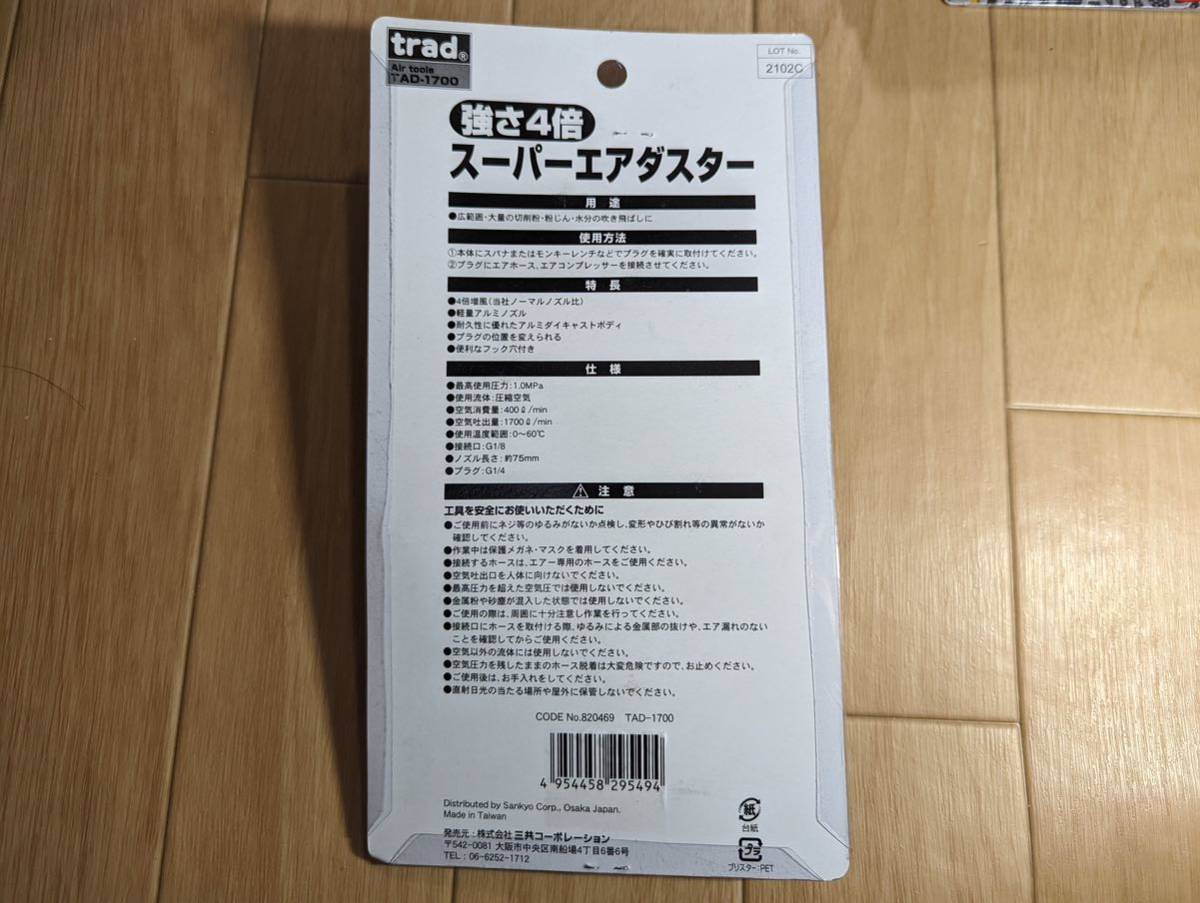 trad®
Air tools
TAD-1700
LOT No.
2102C
強さ4倍
スーパーエアダスター
用途
●広範囲・大量の切削粉・粉じん・水分の吹き飛ばしに
使用方法
①本体にスパナまたはモンキーレンチなどでプラグを確実に取付けてください。
②プラグにエアホース、エアコンプレッサーを接続させてください。
特長
●4倍増風(当社ノーマルノズル比)
●軽量アルミノズル
●耐久性に優れたアルミダイキャストボディ
●プラグの位置を変えられる
●便利なフック穴付き
仕様
●最高使用圧力:1.0MPa
●使用流体:圧縮空気
●空気消費量:400ℓ/min
●空気吐出量:1700ℓ/min
●使用温度範囲:0〜60℃
●接続口:G1/8
●ノズル長さ:約75mm
●プラグ:G1/4
⚠ 注意
工具を安全にお使いいただくために
●ご使用前にネジ等のゆるみがないか点検し、変形やひび割れ等の異常がないか
確認してください。
●作業中は保護メガネ・マスクを着用してください。
●接続するホースは、エアー専用のホースをご使用ください。
●空気吐出口を人体に向けないでください。
●最高圧力を超えた空気圧では使用しないでください。
●金属粉や砂塵が混入した状態では使用しないでください。
●ご使用の際は、周囲に十分注意し作業を行ってください。
●接続口にホースを取付ける際、ゆるみによる金属部の抜けや、エア漏れのない
ことを確認してからご使用ください。
●空気以外の流体には使用しないでください。
●空気圧力を残したままのホース脱着は大変危険ですので、お止めください。
●ご使用後は、お手入れをしてください。
●直射日光の当たる場所や屋外に保管しないでください。
CODE No.820469 TAD-1700
4 954458 295494
Distributed by Sankyo Corp., Osaka Japan.
Made in Taiwan
発売元:株式会社 三共コーポレーション
〒542-0081 大阪市中央区南船場4丁目6番6号
TEL : 06-6252-1712
紙
台紙
プラ
ブリスター:PET